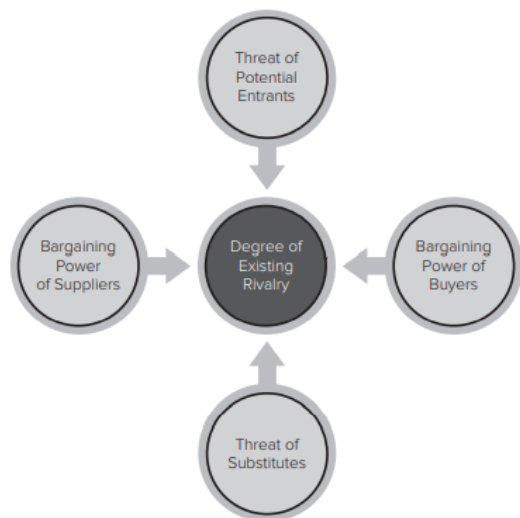 Threat of
Potential
Entrants
Bargaining
Power
of Suppliers
Degree of
Existing
Rivalry
Bargaining
Power of
Buyers
Threat of
Substitutes